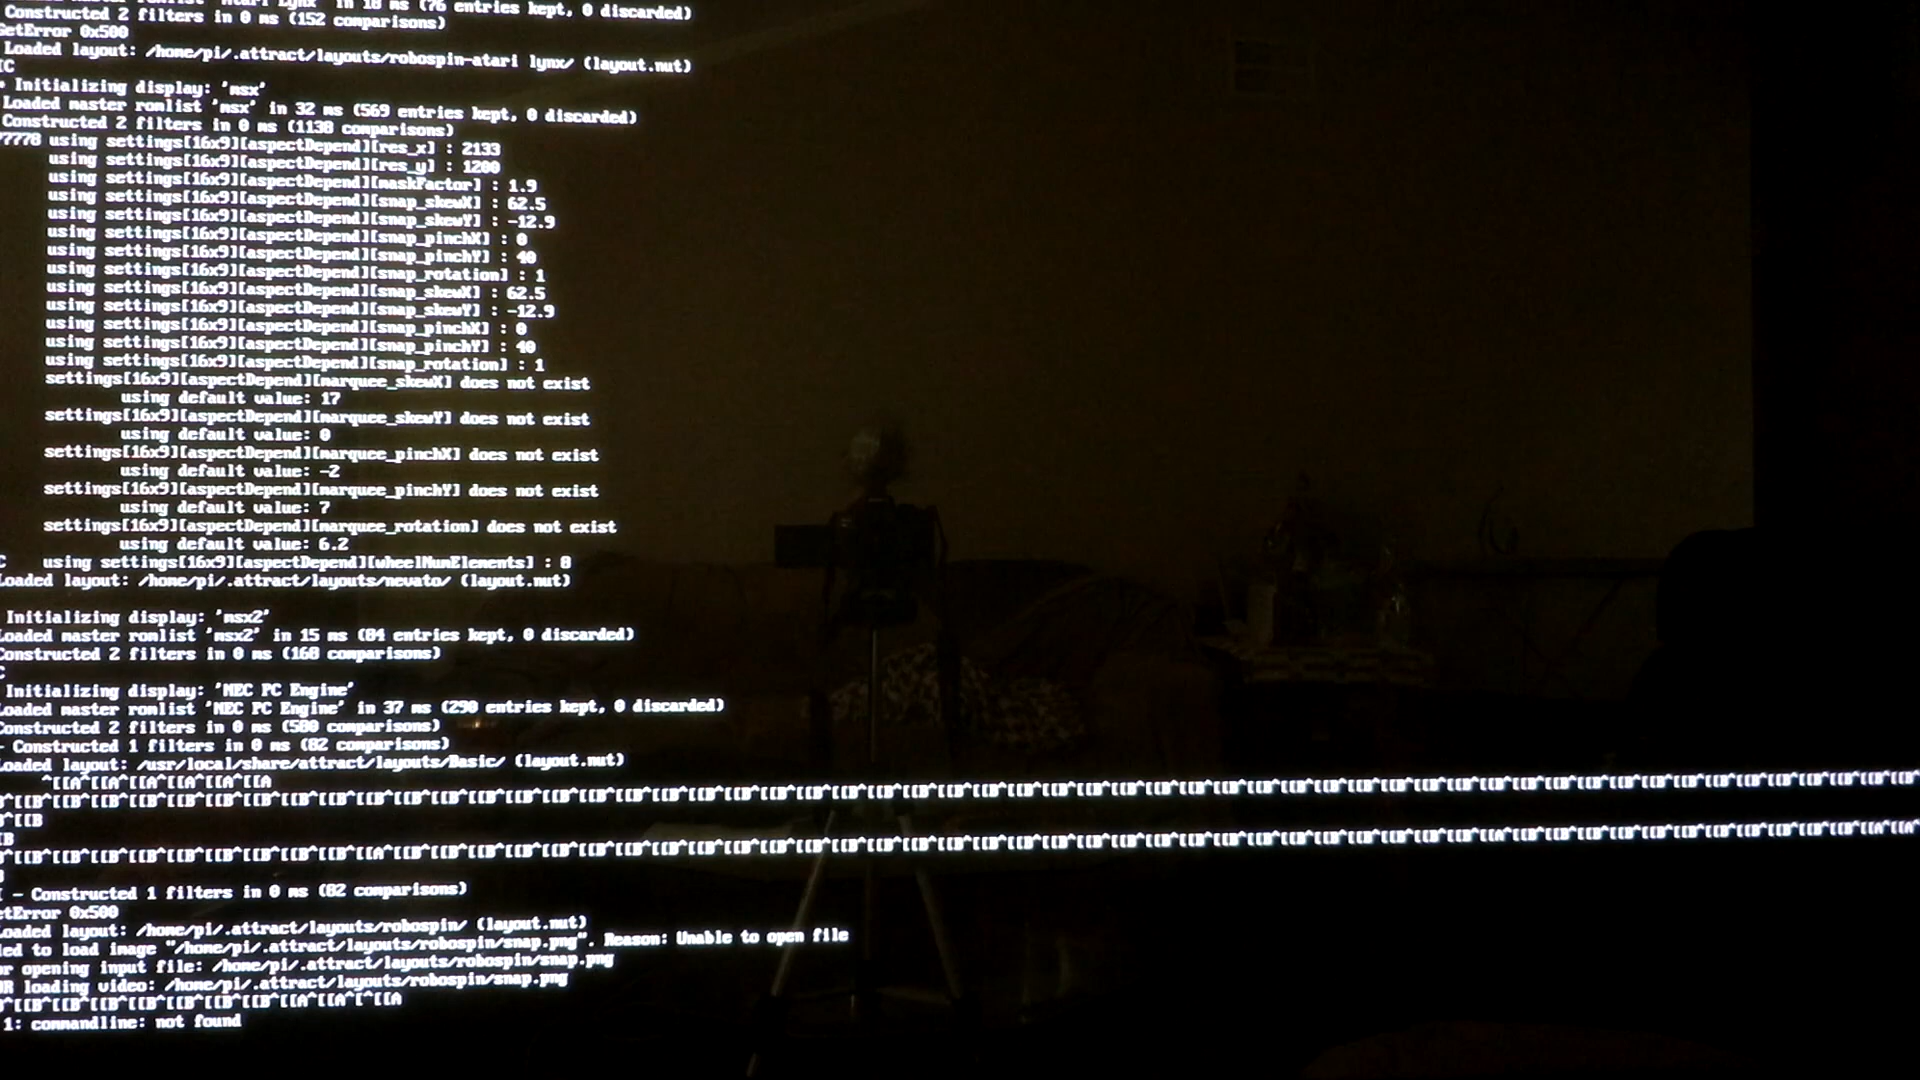 in 18 ms (76 entries kept, 0 discarded)
Constructed 2 filters in 0 ms (152 comparisons)
GetError 0x500
Loaded layout: /home/pi/.attract/layouts/robospin-atari lynx/ (layout.nut)
[C
Initializing display: 'msx'
Loaded master romlist 'msx' in 32 ms (569 entries kept, 0 discarded)
Constructed 2 filters in 0 ms (1138 comparisons)
77778 using settings[16x9][aspectDepend][res_x] : 2133
using settings[16x9][aspectDepend][res_y] : 1200
using settings[16x9][aspectDepend][maskFactor] : 1.9
using settings[16x9][aspectDepend][snap_skewX] : 62.5
using settings[16x9][aspectDepend][snap_skewY] : -12.9
using settings[16x9][aspectDepend][snap_pinchX] : 0
using settings[16x9][aspectDepend][snap_pinchY] : 40
using settings[16x9][aspectDepend][snap_rotation] : 1
using settings[16x9][aspectDepend][snap_skewX] : 62.5
using settings[16x9][aspectDepend][snap_skewY] : -12.9
using settings[16x9][aspectDepend][snap_pinchX] : 0
using settings[16x9][aspectDepend][snap_pinchY] : 40
using settings[16x9][aspectDepend][snap_rotation] : 1
settings[16x9][aspectDepend][marquee_skewX] does not exist
using default value: 17
settings[16x9][aspectDepend][marquee_skewY] does not exist
using default value: 0
settings[16x9][aspectDepend][marquee_pinchX] does not exist
using default value: -2
settings[16x9][aspectDepend][marquee_pinchY] does not exist
using default value: 7
settings[16x9][aspectDepend][marquee_rotation] does not exist
using default value: 6.2
C using settings[16x9][aspectDepend][wheelNumElements] : 8
Loaded layout: /home/pi/.attract/layouts/nevato/ (layout.nut)
Initializing display: 'msx2'
Loaded master romlist 'msx2' in 15 ms (84 entries kept, 0 discarded)
Constructed 2 filters in 0 ms (168 comparisons)
C
Initializing display: 'NEC PC Engine'
Loaded master romlist 'NEC PC Engine' in 37 ms (290 entries kept, 0 discarded)
Constructed 2 filters in 0 ms (580 comparisons)
- Constructed 1 filters in 0 ms (82 comparisons)
Loaded layout: /usr/local/share/attract/layouts/Basic/ (layout.nut)
^[[A^[[A^[[A^[[A^[[A^[[A
^[[B
[B
[ - Constructed 1 filters in 0 ms (82 comparisons)
etError 0x500
Loaded layout: /home/pi/.attract/layouts/robospin/ (layout.nut)
led to load image "/home/pi/.attract/layouts/robospin/snap.png". Reason: Unable to open file
or opening input file: /home/pi/.attract/layouts/robospin/snap.png
OR loading video: /home/pi/.attract/layouts/robospin/snap.png
B^[[B^[[B^[[B^[[B^[[B^[[B^[[A^[[A^[^[[A
1: commandline: not found